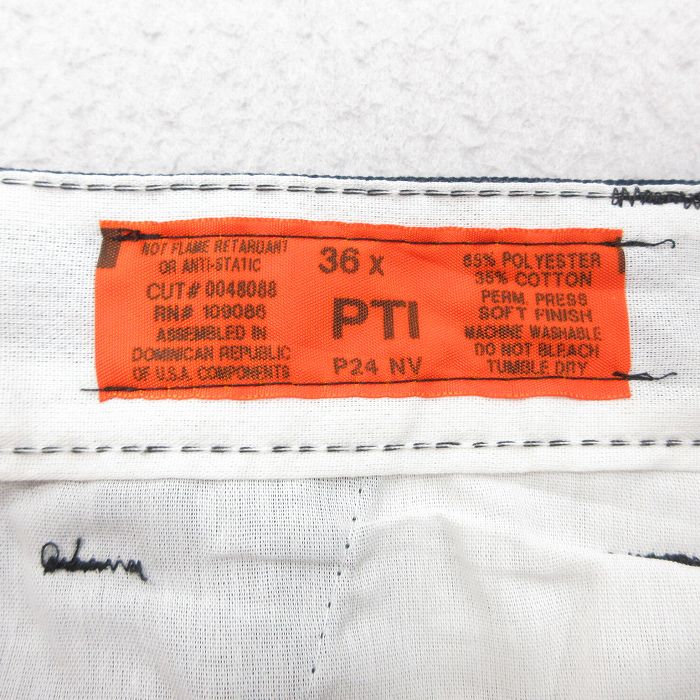 NOT FLAME RETARDANT
OR ANTI-STATIC
CUT# 0048088
RN# 109086
ASSEMBLED IN
DOMINICAN REPUBLIC
OF U.S.A. COMPONENTS
36 x
PTI
P24 NV
65% POLYESTER
35% COTTON
PERM. PRESS
SOFT FINISH
MACHINE WASHABLE
DO NOT BLEACH
TUMBLE DRY